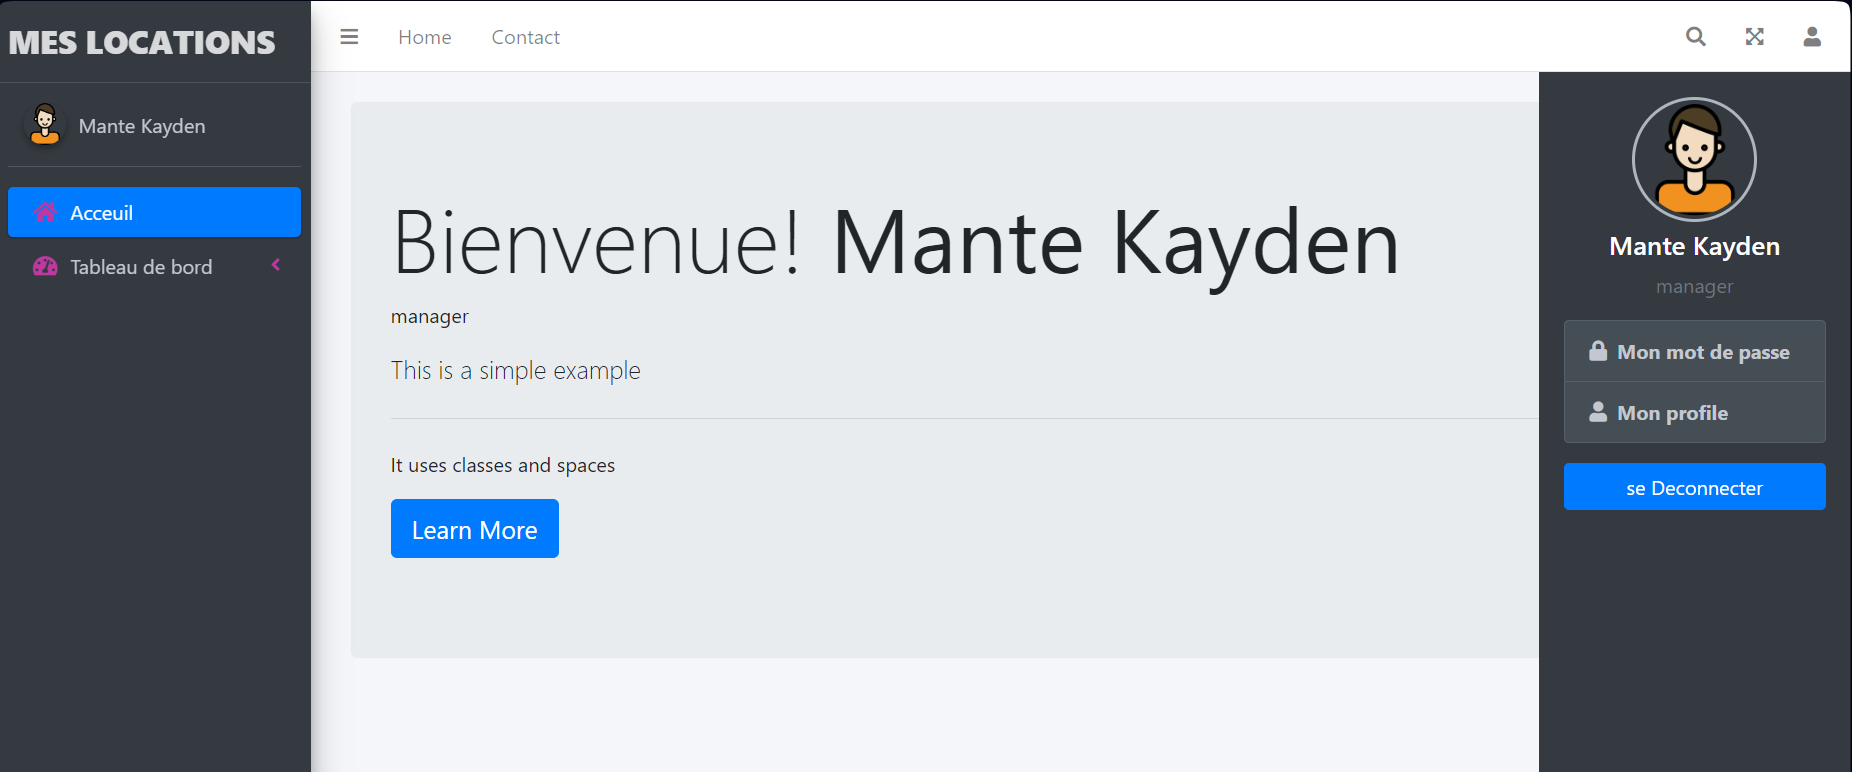 MES LOCATIONS
Home
Contact
Mante Kayden
Acceuil
Tableau de bord
Bienvenue! Mante Kayden
manager
This is a simple example
It uses classes and spaces
Learn More
Mante Kayden
manager
Mon mot de passe
Mon profile
se Deconnecter